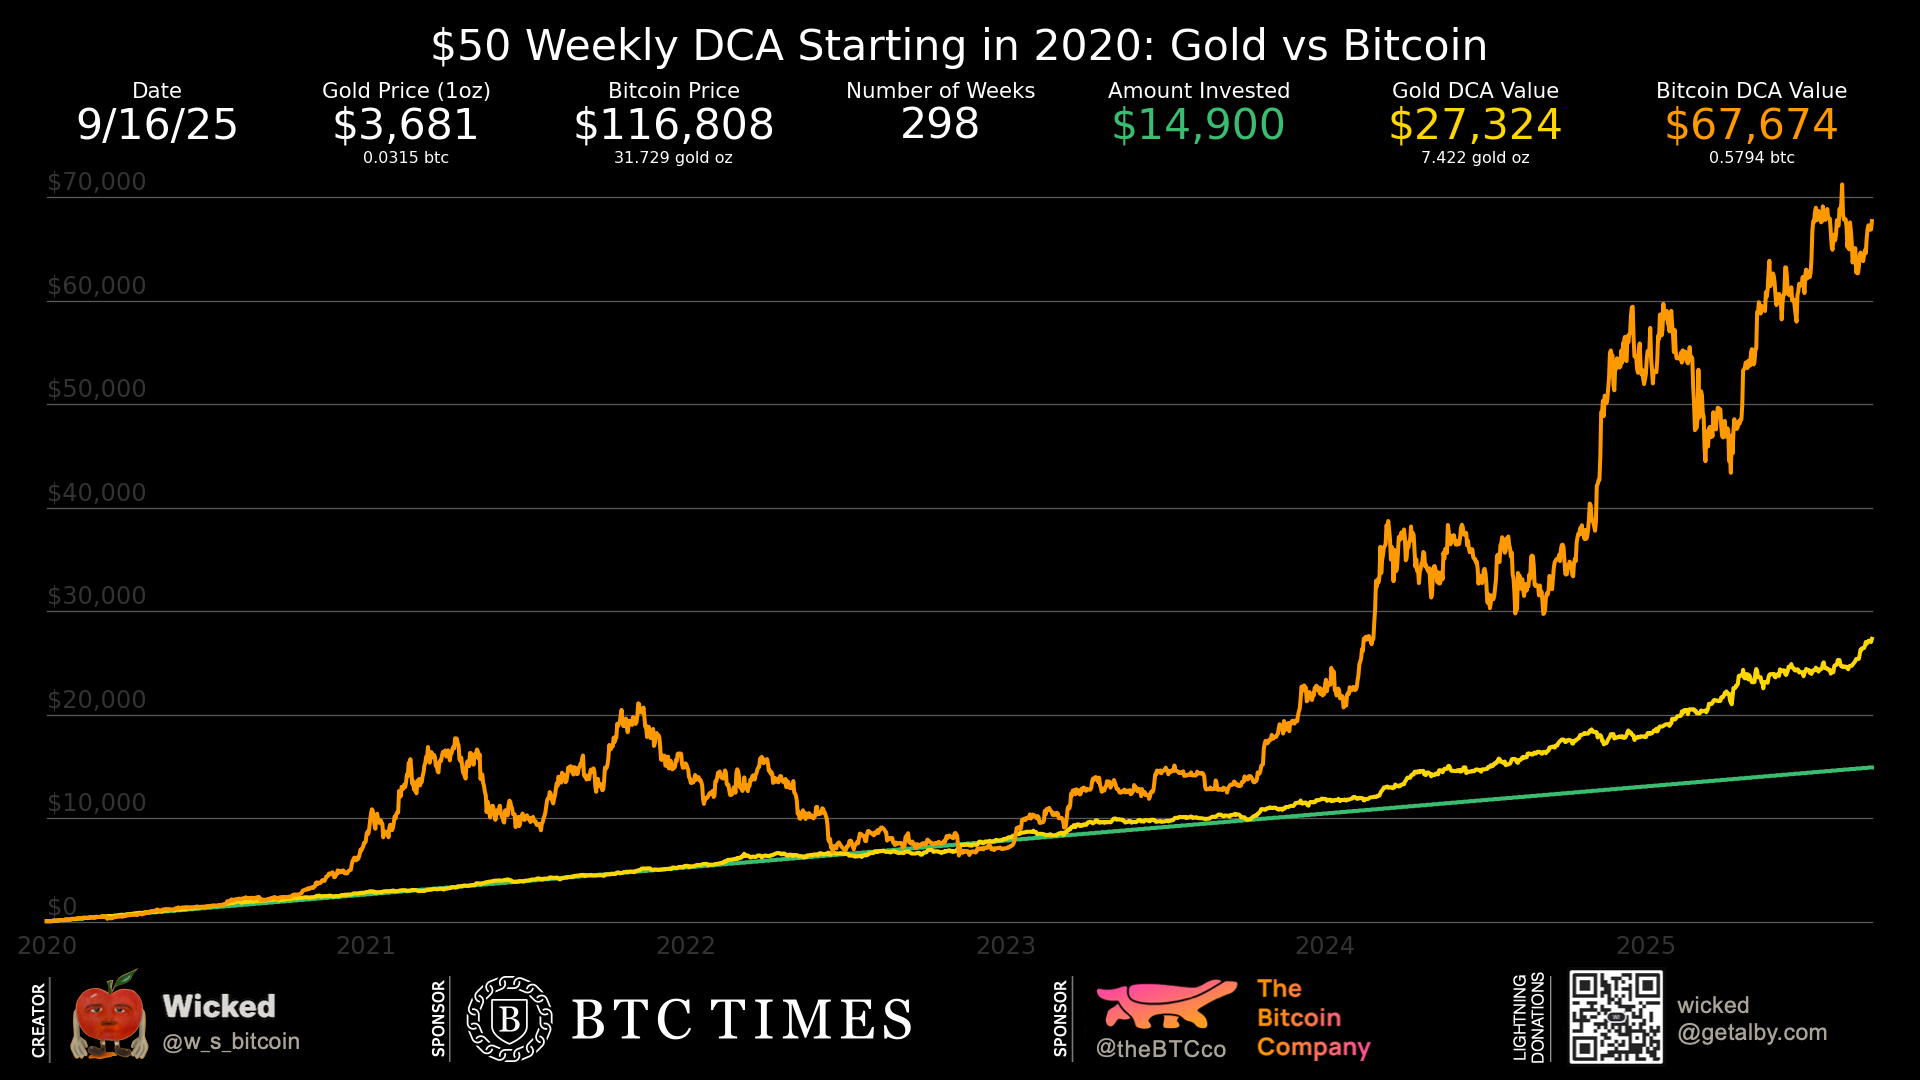 $50 Weekly DCA Starting in 2020: Gold vs Bitcoin
Date
9/16/25
Gold Price (1oz)
$3,681
0.0315 btc
Bitcoin Price
$116,808
31.729 gold oz
Number of Weeks
298
Amount Invested
$14,900
Gold DCA Value
$27,324
7.422 gold oz
Bitcoin DCA Value
$67,674
0.5794 btc
$70,000
$60,000
$50,000
$40,000
$30,000
$20,000
$10,000
$0
2020
2021
2022
2023
2024
2025
CREATOR
Wicked
@w_s_bitcoin
SPONSOR
B
BTC TIMES
SPONSOR
@theBTCco
The
Bitcoin
Company
LIGHTNING
DONATIONS
wicked
@getalby.com